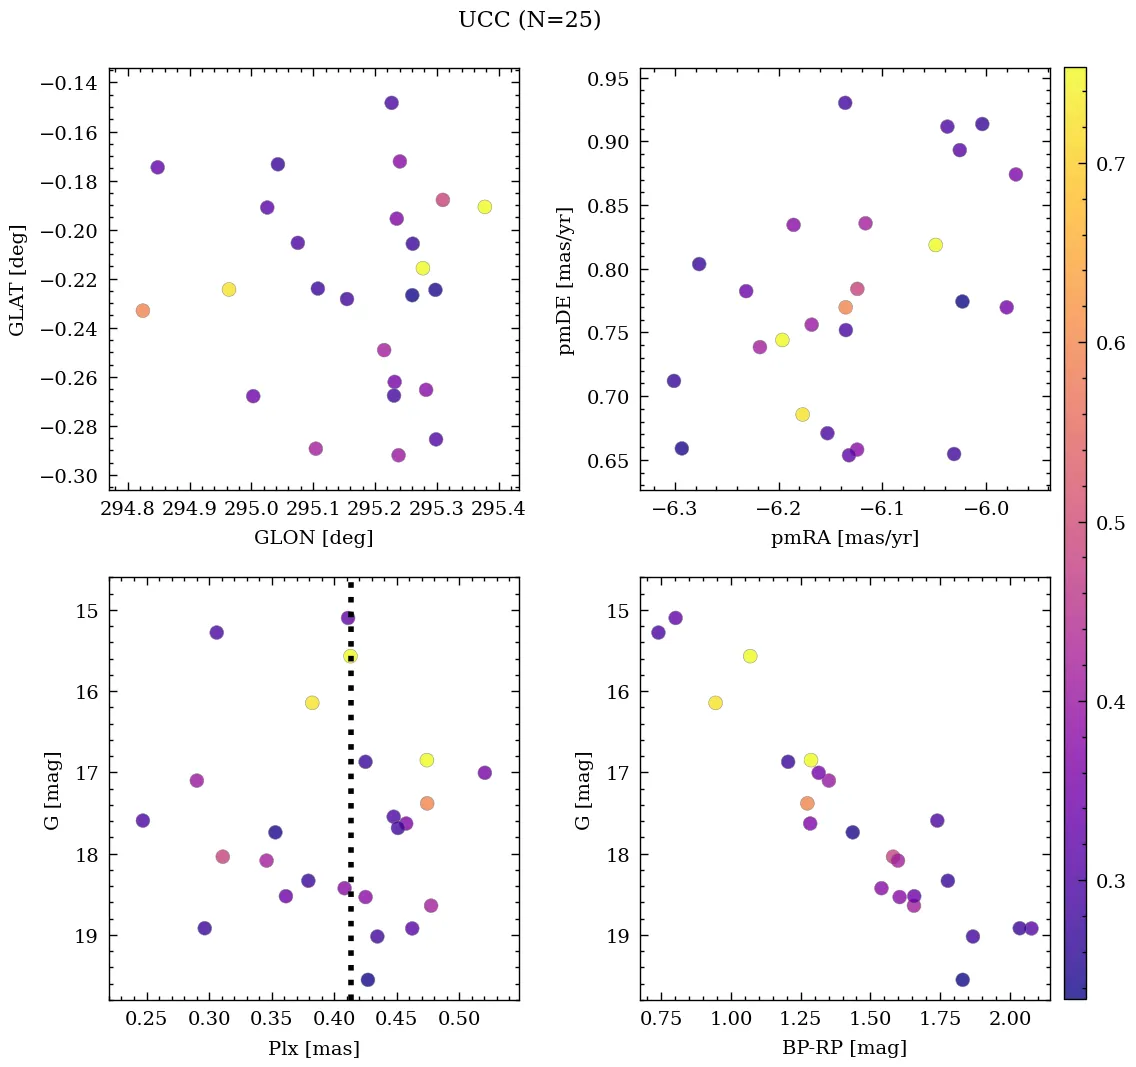 UCC (N=25)
−0.14
−0.16
−0.18
−0.20
−0.22
−0.24
−0.26
−0.28
−0.30
GLAT [deg]
294.8 294.9 295.0 295.1 295.2 295.3 295.4
GLON [deg]
0.95
0.90
0.85
0.80
0.75
0.70
0.65
pmDE [mas/yr]
−6.3 −6.2 −6.1 −6.0
pmRA [mas/yr]
15
16
17
18
19
G [mag]
0.25 0.30 0.35 0.40 0.45 0.50
Plx [mas]
15
16
17
18
19
G [mag]
0.75 1.00 1.25 1.50 1.75 2.00
BP-RP [mag]
0.7
0.6
0.5
0.4
0.3